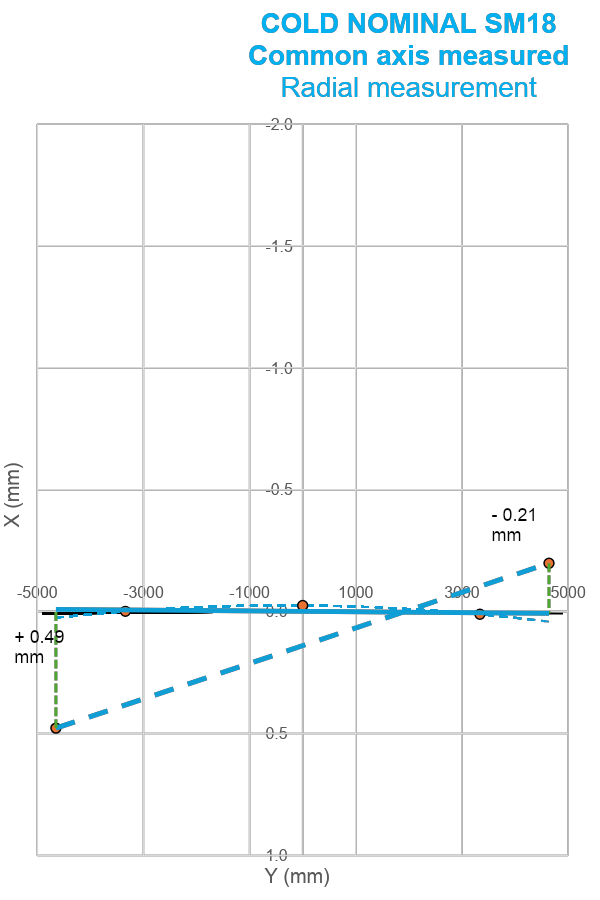 COLD NOMINAL SM18
Common axis measured
Radial measurement
-2.0
-1.5
-1.0
-0.5
X (mm)
- 0.21
mm
-5000 -3000 -1000 1000 3000 5000
0.0
+ 0.49
mm
0.5
1.0
Y (mm)